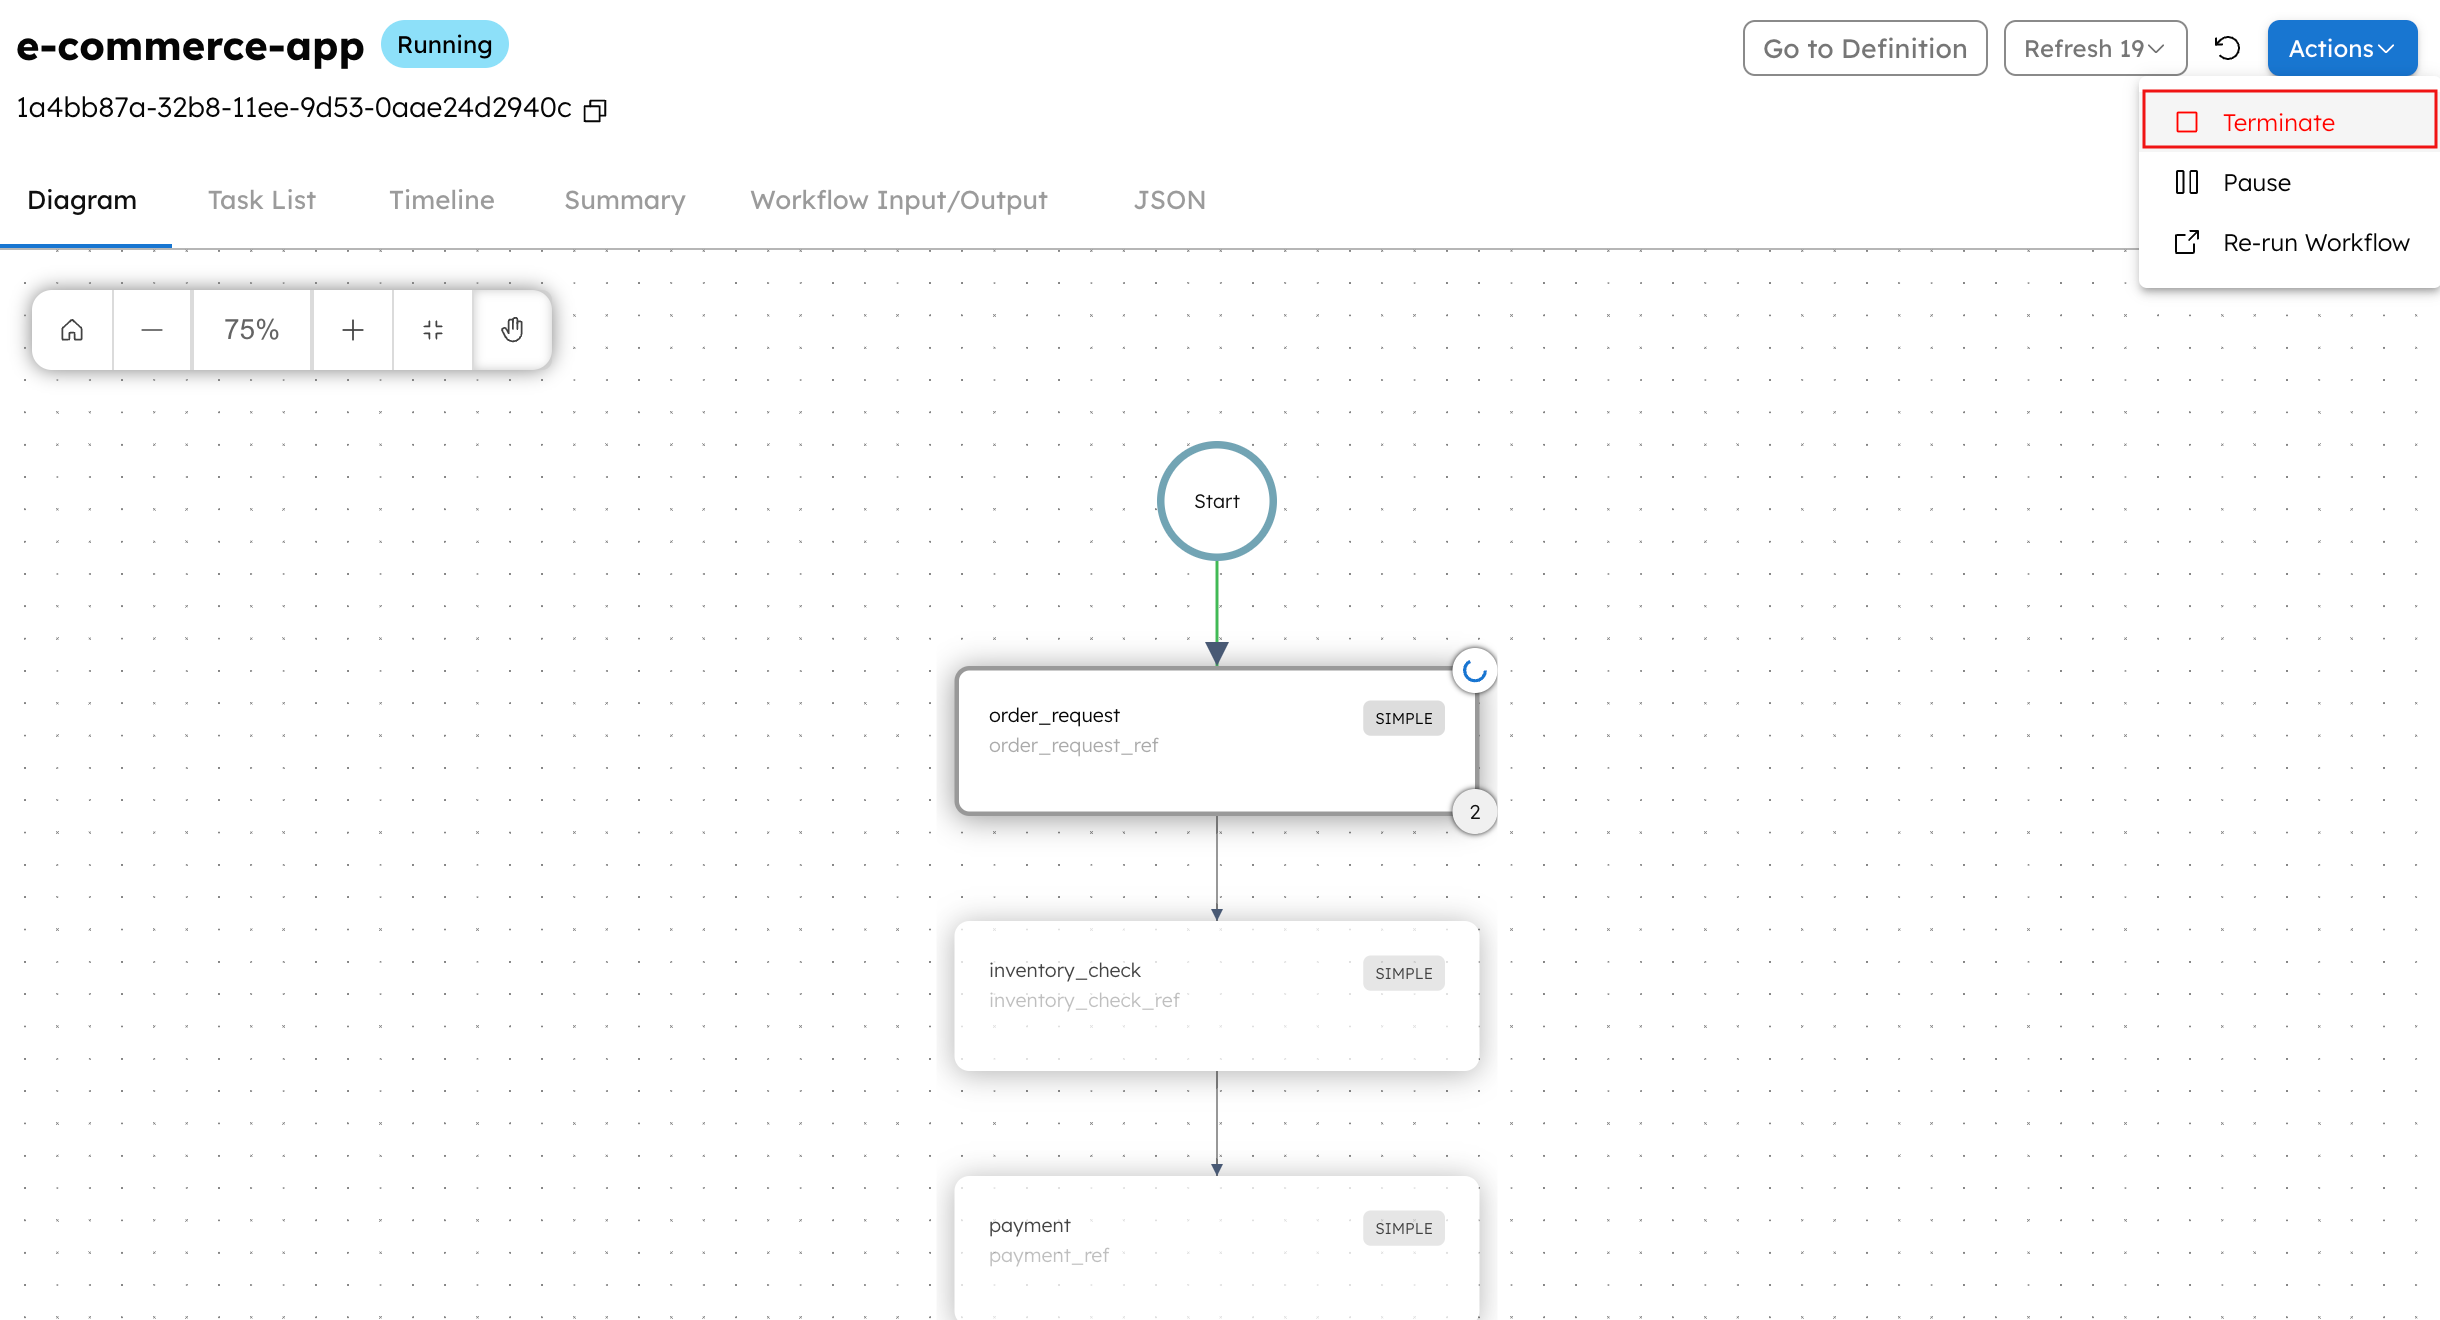 e-commerce-app
Running
Go to Definition
Refresh 19
Actions
1a4bb87a-32b8-11ee-9d53-0aae24d2940c
Terminate
Pause
Re-run Workflow
Diagram
Task List
Timeline
Summary
Workflow Input/Output
JSON
75%
Start
order_request
SIMPLE
order_request_ref
2
inventory_check
SIMPLE
inventory_check_ref
payment
SIMPLE
payment_ref